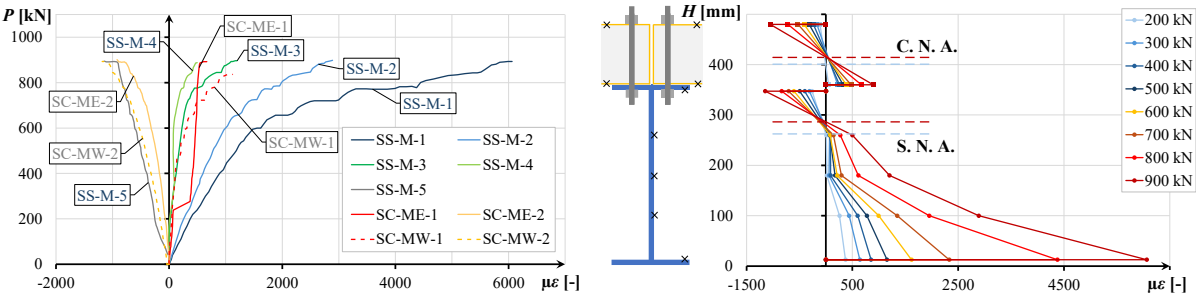 P [kN]
1000
800
600
400
200
0
-2000
0
2000
4000
6000
με [-]
SS-M-4
SC-ME-1
SS-M-3
SC-MW-1
SS-M-2
SS-M-1
SC-ME-2
SC-MW-2
SS-M-5
SC-MW-1
SS-M-1
SS-M-2
SS-M-3
SS-M-4
SS-M-5
SC-ME-1
SC-ME-2
SC-MW-1
SC-MW-2
H [mm]
500
400
300
200
100
0
-1500
500
2500
4500
με [-]
C. N. A.
S. N. A.
200 kN
300 kN
400 kN
500 kN
600 kN
700 kN
800 kN
900 kN